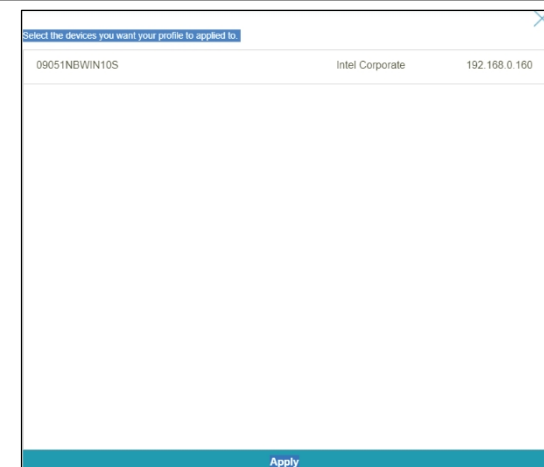 Select the devices you want your profile to applied to.
09051NBWIN10S Intel Corporate 192.168.0.160
Apply